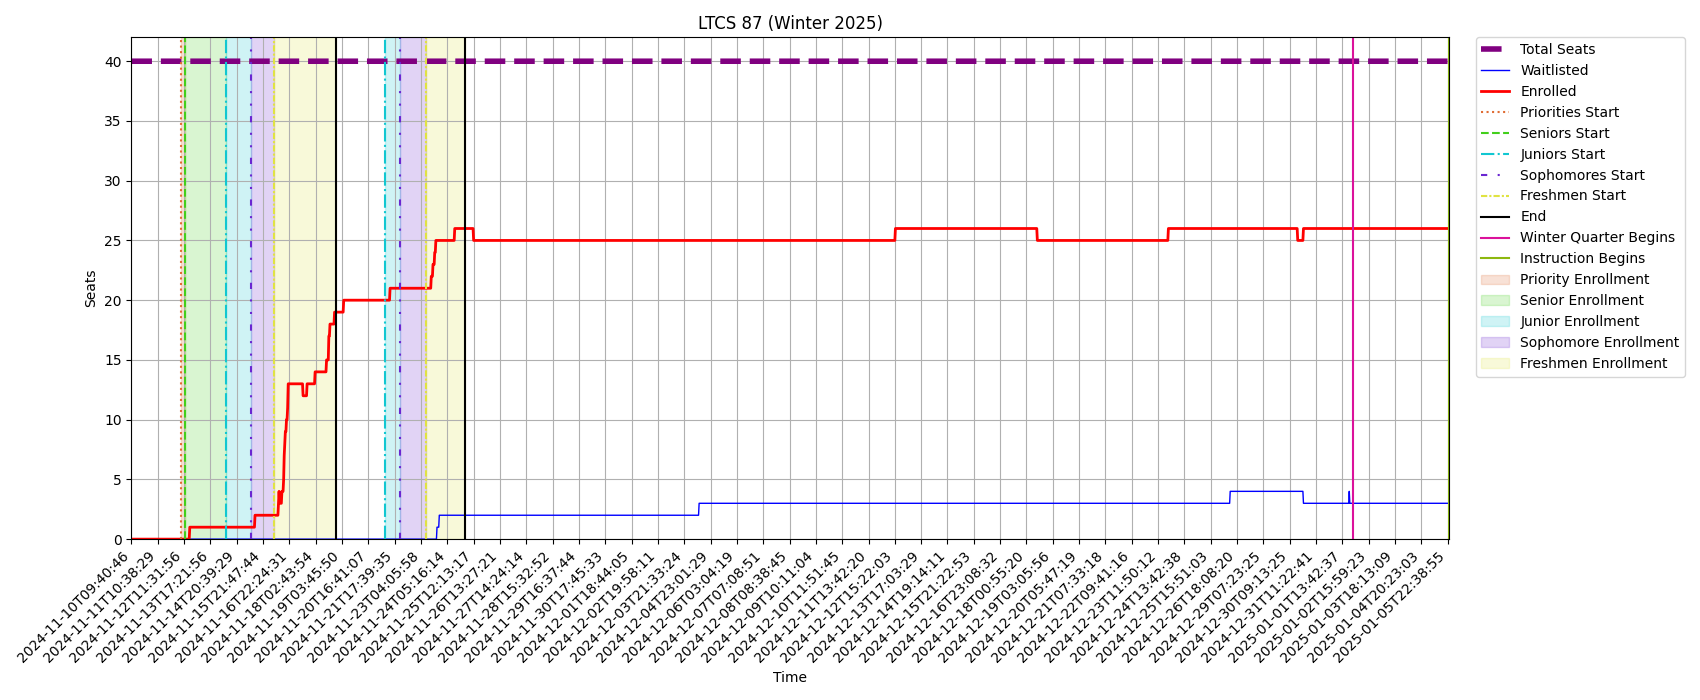 LTCS 87 (Winter 2025)
Seats
40
35
30
25
20
15
10
5
0
2024-11-10T09:40:46
2024-11-11T10:38:29
2024-11-12T11:31:56
2024-11-13T17:21:56
2024-11-14T20:39:29
2024-11-15T21:47:44
2024-11-16T22:24:31
2024-11-18T02:43:54
2024-11-19T03:45:50
2024-11-20T16:41:07
2024-11-21T17:39:35
2024-11-23T04:05:58
2024-11-24T05:16:14
2024-11-25T12:13:17
2024-11-26T13:27:21
2024-11-27T14:24:14
2024-11-28T15:32:52
2024-11-29T16:37:44
2024-11-30T17:45:33
2024-12-01T18:44:05
2024-12-02T19:58:11
2024-12-03T21:33:24
2024-12-04T23:01:29
2024-12-06T03:04:19
2024-12-07T07:08:51
2024-12-08T08:38:45
2024-12-09T10:11:04
2024-12-10T11:51:45
2024-12-11T13:42:20
2024-12-12T15:22:03
2024-12-13T17:03:29
2024-12-14T19:14:11
2024-12-15T21:22:53
2024-12-16T23:08:32
2024-12-18T00:55:20
2024-12-19T03:05:56
2024-12-20T05:47:19
2024-12-21T07:33:18
2024-12-22T09:41:16
2024-12-23T11:50:12
2024-12-24T13:42:38
2024-12-25T15:51:03
2024-12-26T18:08:20
2024-12-29T07:23:25
2024-12-30T09:13:25
2024-12-31T11:22:41
2025-01-01T13:42:37
2025-01-02T15:59:23
2025-01-03T18:13:09
2025-01-04T20:23:03
2025-01-05T22:38:55
Time
Total Seats
Waitlisted
Enrolled
Priorities Start
Seniors Start
Juniors Start
Sophomores Start
Freshmen Start
End
Winter Quarter Begins
Instruction Begins
Priority Enrollment
Senior Enrollment
Junior Enrollment
Sophomore Enrollment
Freshmen Enrollment